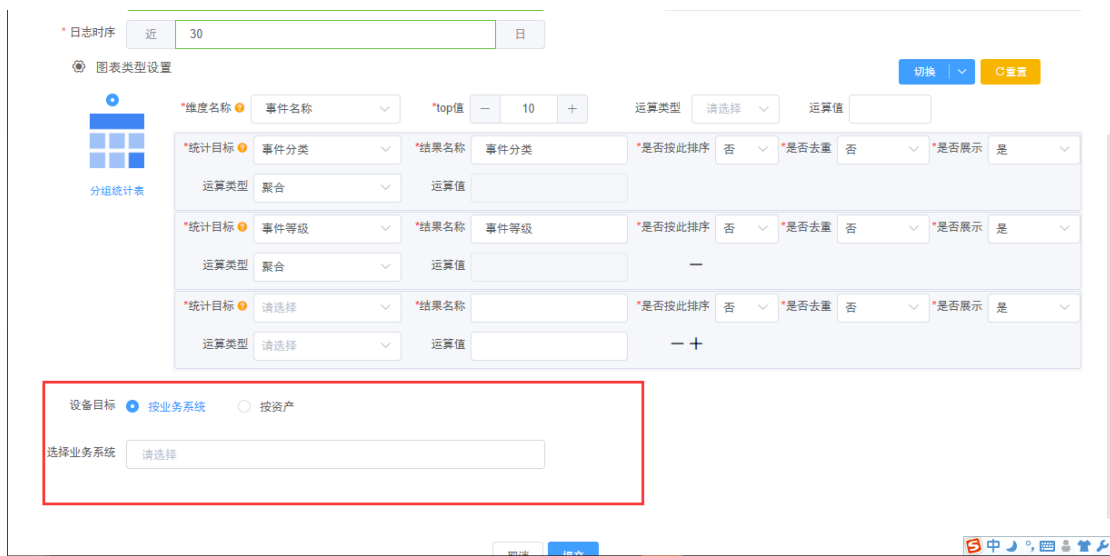 * 日志时序 近 30 日
图表类型设置 切换 重置
*维度名称 事件名称 *top值 − 10 + 运算类型 请选择 运算值
*统计目标 事件分类 *结果名称 事件分类 *是否按此排序 否 *是否去重 否 *是否展示 是
分组统计表 运算类型 聚合 运算值
*统计目标 事件等级 *结果名称 事件等级 *是否按此排序 否 *是否去重 否 *是否展示 是
运算类型 聚合 运算值 −
*统计目标 请选择 *结果名称 *是否按此排序 否 *是否去重 否 *是否展示 是
运算类型 请选择 运算值 − +
设备目标 按业务系统 按资产
选择业务系统 请选择
取消 提交
S 中